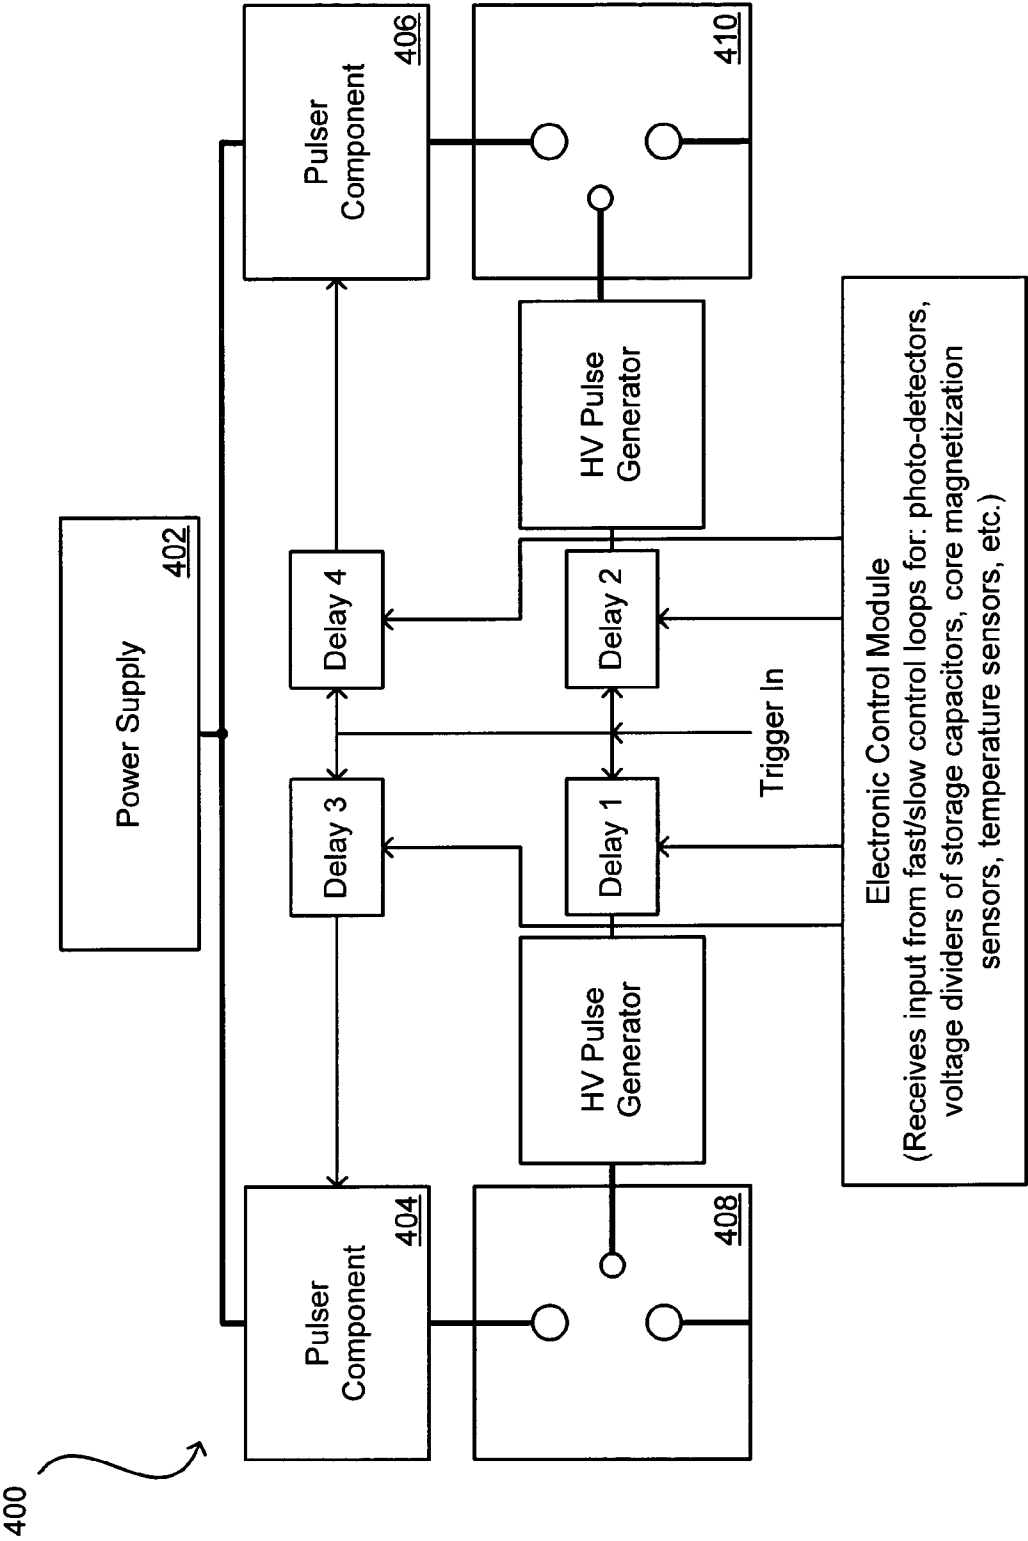 400
Power Supply
402
Pulser
Component
404
Pulser
Component
406
Delay 3
Delay 4
HV Pulse
Generator
Delay 1
Delay 2
HV Pulse
Generator
408
410
Trigger In
Electronic Control Module
(Receives input from fast/slow control loops for: photo-detectors,
voltage dividers of storage capacitors, core magnetization
sensors, temperature sensors, etc.)